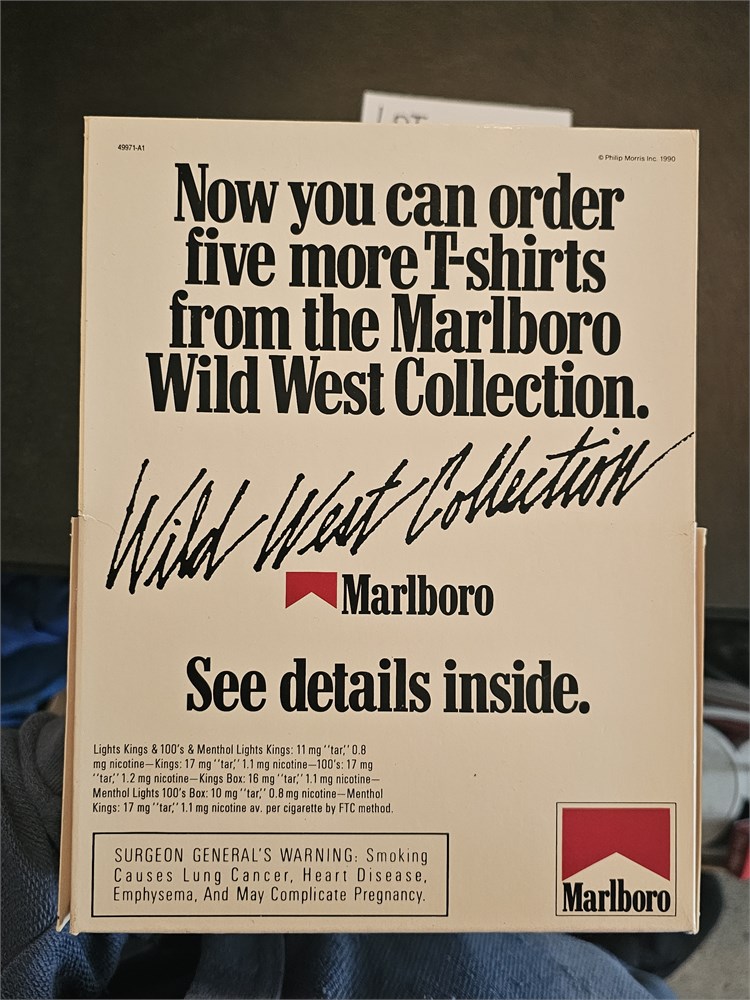 49971-A1
© Philip Morris Inc. 1990
Now you can order
five more T-shirts
from the Marlboro
Wild West Collection.
Wild West Collection
Marlboro
See details inside.
Lights Kings & 100's & Menthol Lights Kings: 11 mg "tar," 0.8
mg nicotine—Kings: 17 mg "tar," 1.1 mg nicotine—100's: 17 mg
"tar," 1.2 mg nicotine—Kings Box: 16 mg "tar," 1.1 mg nicotine—
Menthol Lights 100's Box: 10 mg "tar," 0.8 mg nicotine—Menthol
Kings: 17 mg "tar," 1.1 mg nicotine av. per cigarette by FTC method.
SURGEON GENERAL'S WARNING: Smoking
Causes Lung Cancer, Heart Disease,
Emphysema, And May Complicate Pregnancy.
Marlboro